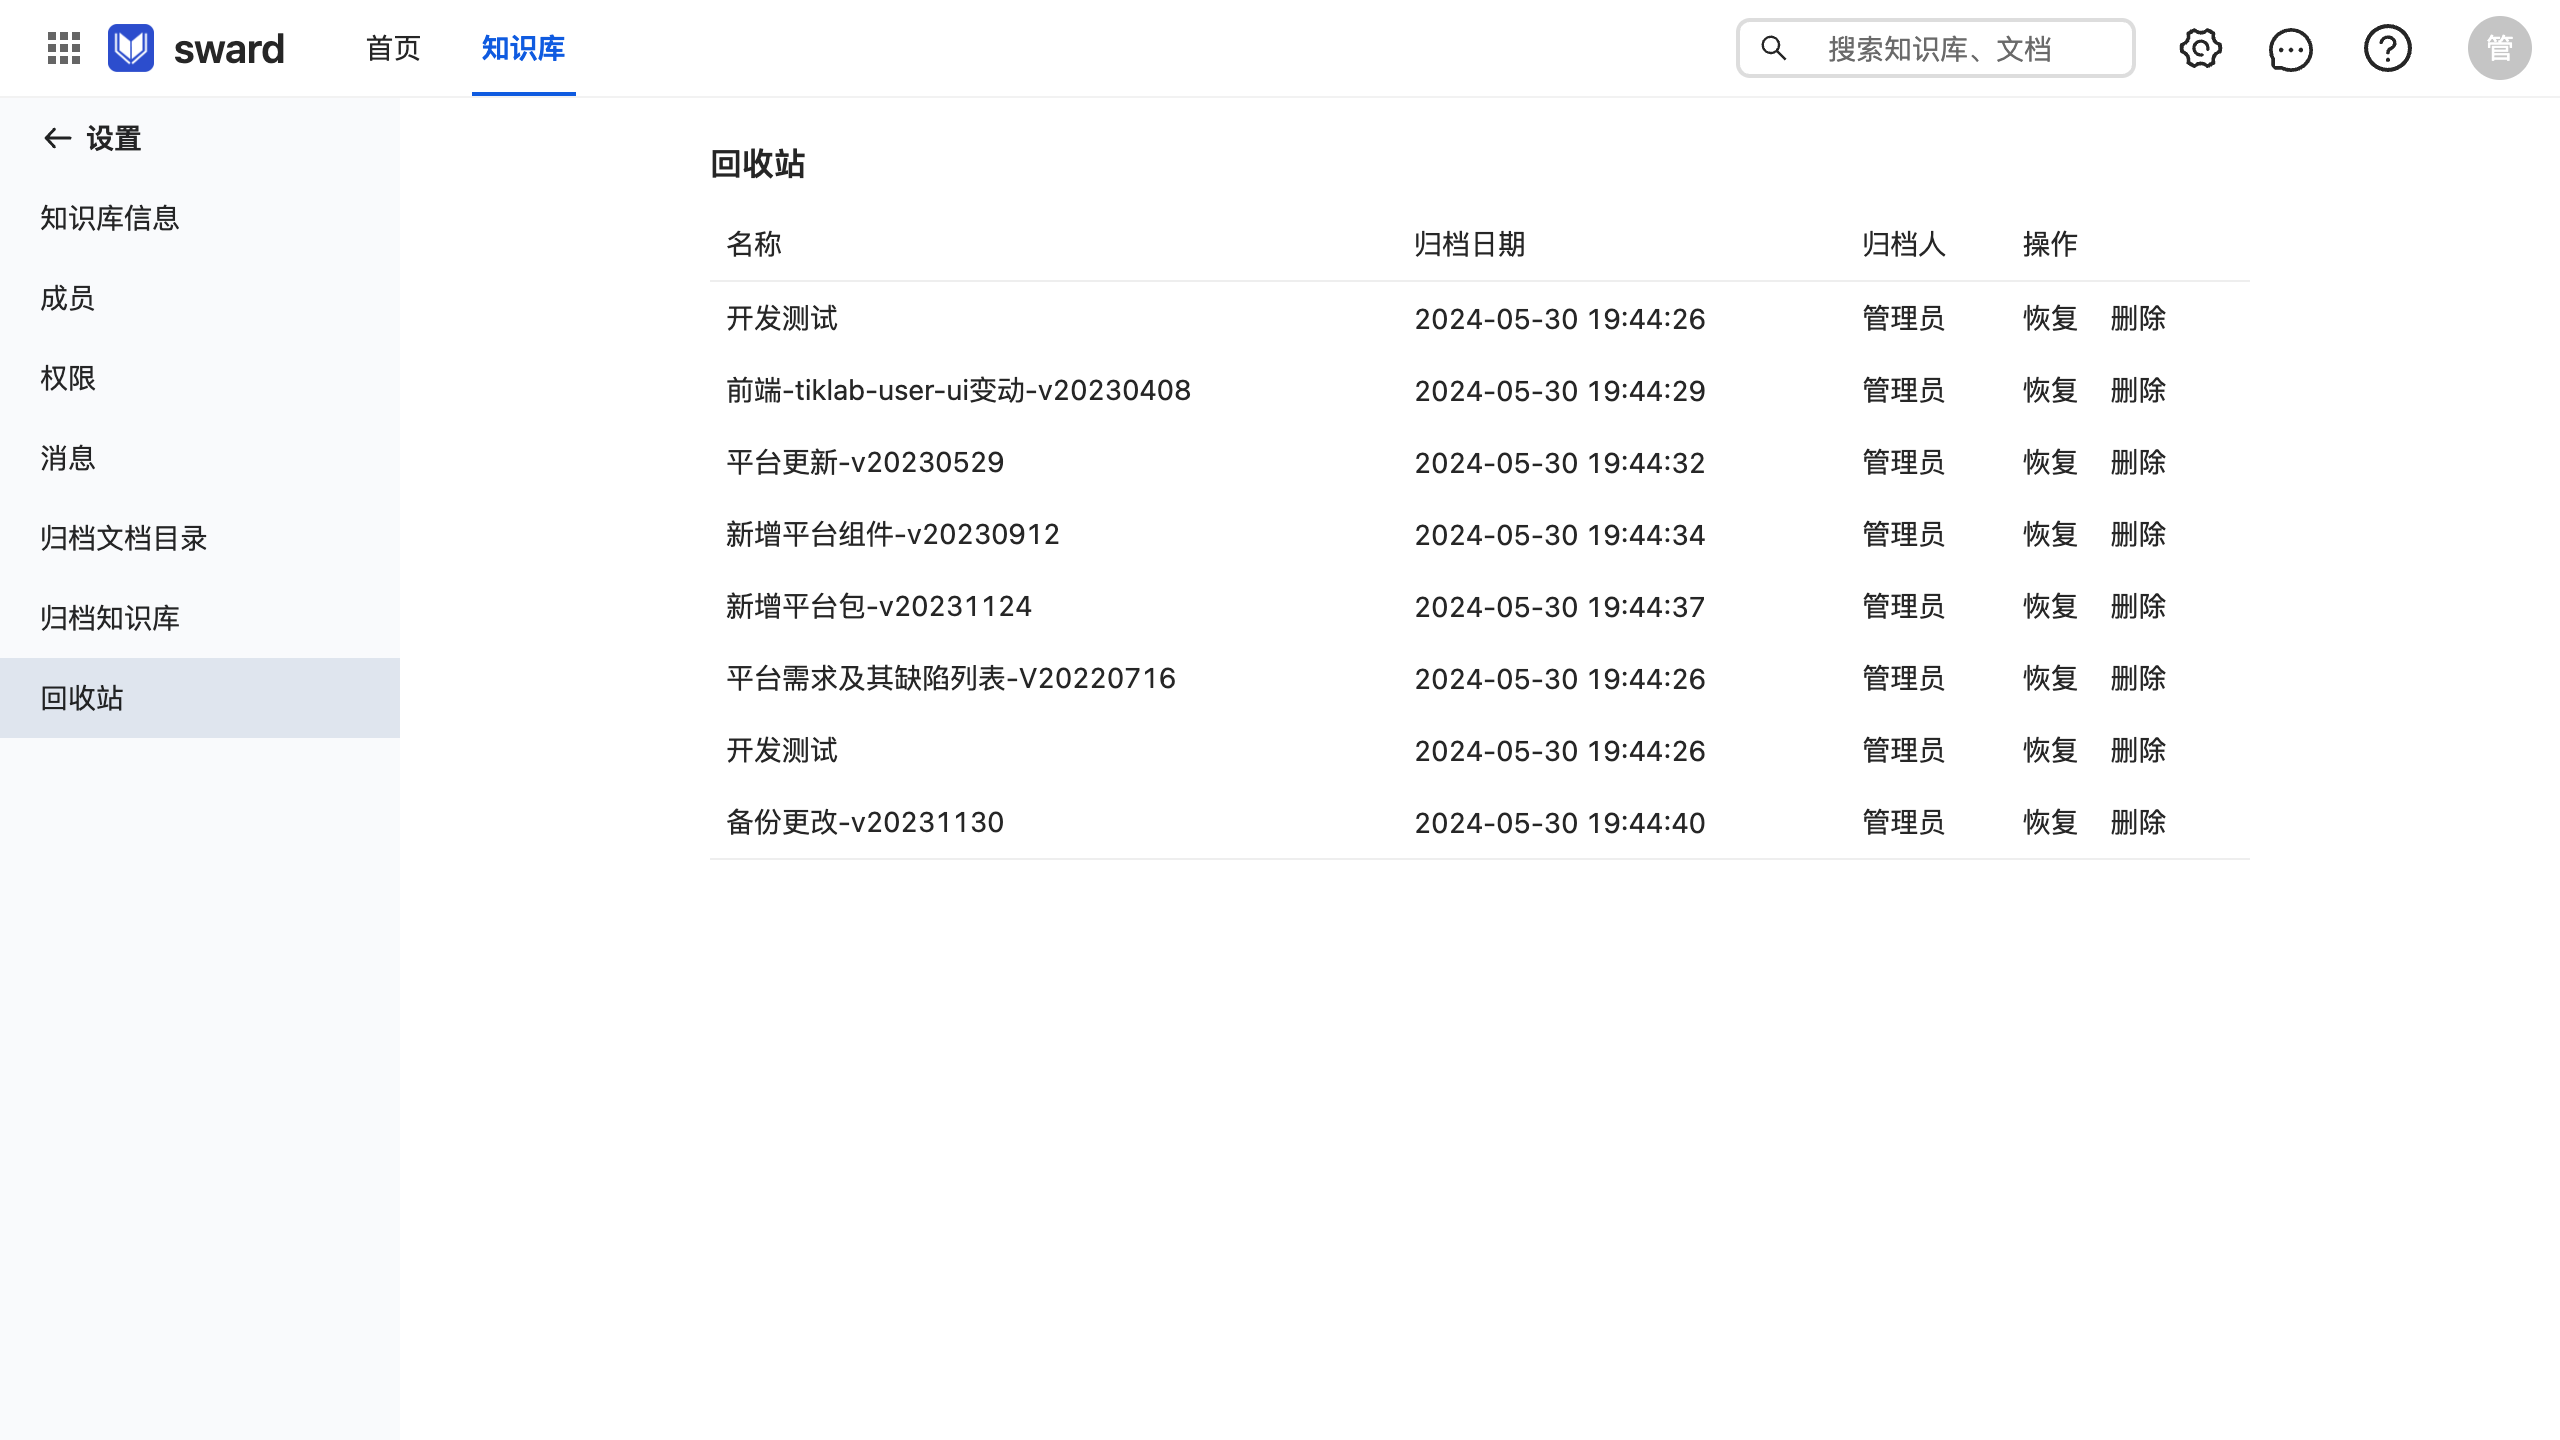 sward 首页 知识库 搜索知识库、文档 管
设置
知识库信息
成员
权限
消息
归档文档目录
归档知识库
回收站
回收站
名称 归档日期 归档人 操作
开发测试 2024-05-30 19:44:26 管理员 恢复 删除
前端-tiklab-user-ui变动-v20230408 2024-05-30 19:44:29 管理员 恢复 删除
平台更新-v20230529 2024-05-30 19:44:32 管理员 恢复 删除
新增平台组件-v20230912 2024-05-30 19:44:34 管理员 恢复 删除
新增平台包-v20231124 2024-05-30 19:44:37 管理员 恢复 删除
平台需求及其缺陷列表-V20220716 2024-05-30 19:44:26 管理员 恢复 删除
开发测试 2024-05-30 19:44:26 管理员 恢复 删除
备份更改-v20231130 2024-05-30 19:44:40 管理员 恢复 删除